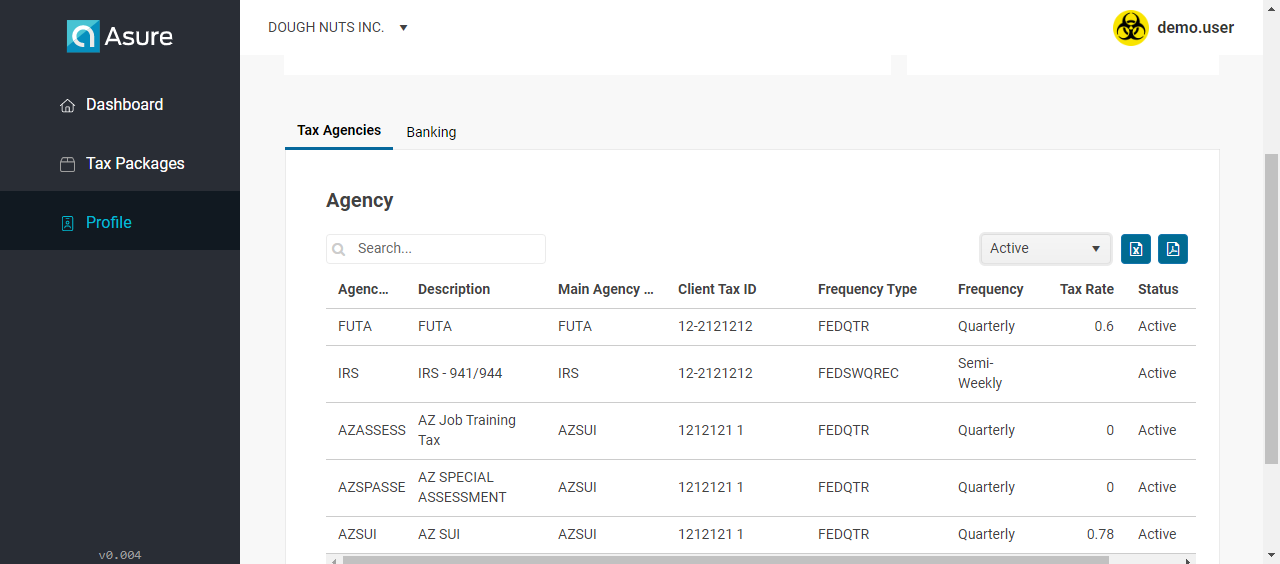 Asure
DOUGH NUTS INC.
demo.user
Dashboard
Tax Packages
Profile
v0.004
Tax Agencies Banking
Agency
Search...
Active
Agenc... Description Main Agency ... Client Tax ID Frequency Type Frequency Tax Rate Status
FUTA FUTA FUTA 12-2121212 FEDQTR Quarterly 0.6 Active
IRS IRS - 941/944 IRS 12-2121212 FEDSWQREC Semi-
Weekly Active
AZASSESS AZ Job Training
Tax AZSUI 1212121 1 FEDQTR Quarterly 0 Active
AZSPASSE AZ SPECIAL
ASSESSMENT AZSUI 1212121 1 FEDQTR Quarterly 0 Active
AZSUI AZ SUI AZSUI 1212121 1 FEDQTR Quarterly 0.78 Active